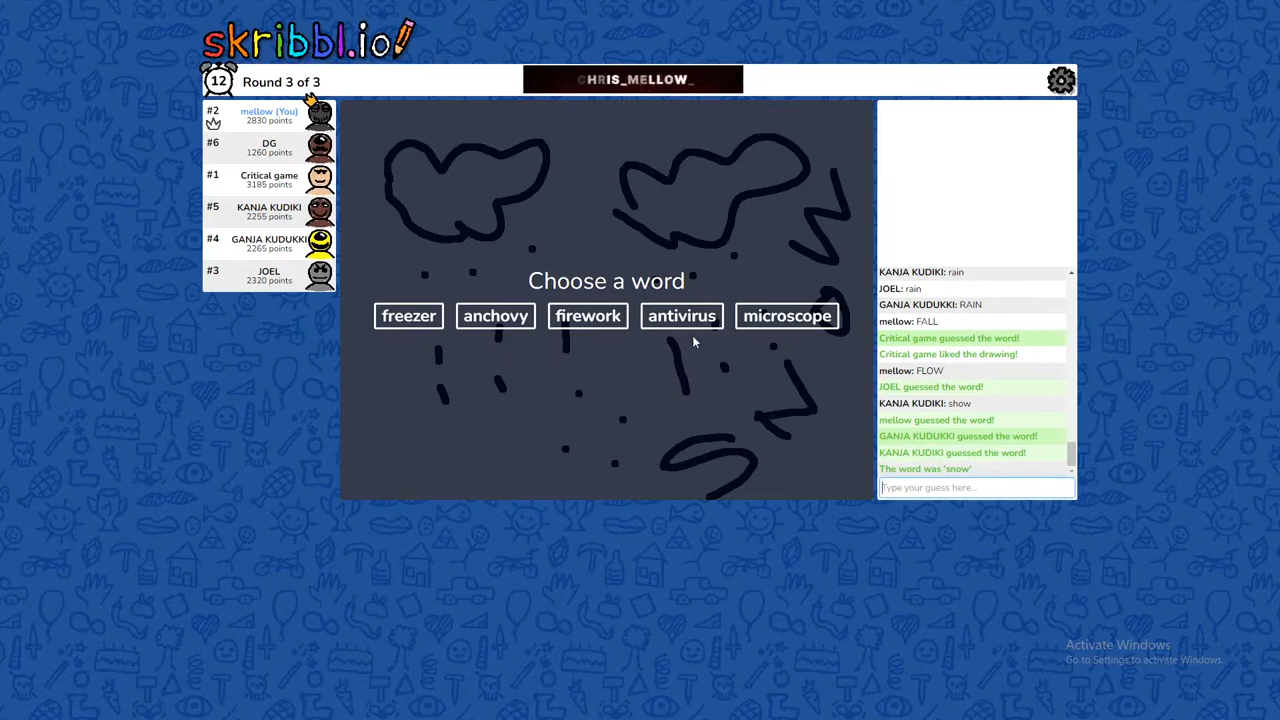 skribbl.io
12
Round 3 of 3
CHRIS_MELLOW_
#2
mellow (You)
2830 points
#6
DG
1260 points
#1
Critical game
3185 points
#5
KANJA KUDIKI
2255 points
#4
GANJA KUDUKKI
2265 points
#3
JOEL
2320 points
Choose a word
freezer anchovy firework antivirus microscope
KANJA KUDIKI: rain
JOEL: rain
GANJA KUDUKKI: RAIN
mellow: FALL
Critical game guessed the word!
Critical game liked the drawing!
mellow: FLOW
JOEL guessed the word!
KANJA KUDIKI: show
mellow guessed the word!
GANJA KUDUKKI guessed the word!
KANJA KUDIKI guessed the word!
The word was 'snow'
Type your guess here...
Activate Windows
Go to Settings to activate Windows.